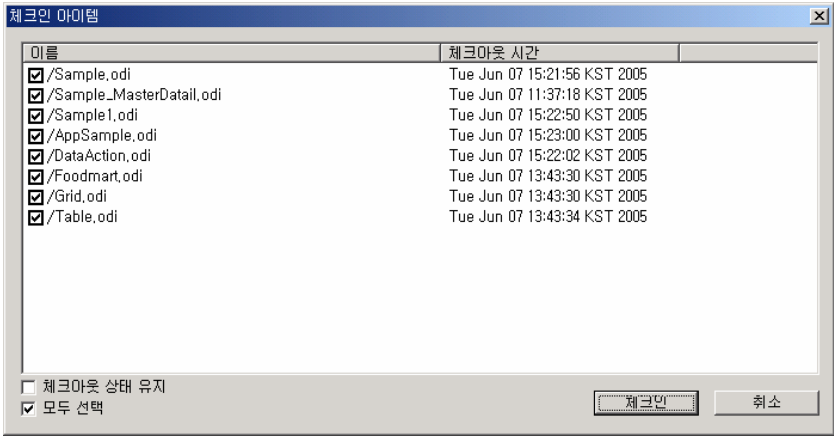 체크인 아이템
이름 체크아웃 시간
/Sample.odi Tue Jun 07 15:21:56 KST 2005
/Sample_MasterDatail.odi Tue Jun 07 11:37:18 KST 2005
/Sample1.odi Tue Jun 07 15:22:50 KST 2005
/AppSample.odi Tue Jun 07 15:23:00 KST 2005
/DataAction.odi Tue Jun 07 15:22:02 KST 2005
/Foodmart.odi Tue Jun 07 13:43:30 KST 2005
/Grid.odi Tue Jun 07 13:43:30 KST 2005
/Table.odi Tue Jun 07 13:43:34 KST 2005
체크아웃 상태 유지
모두 선택
체크인 취소